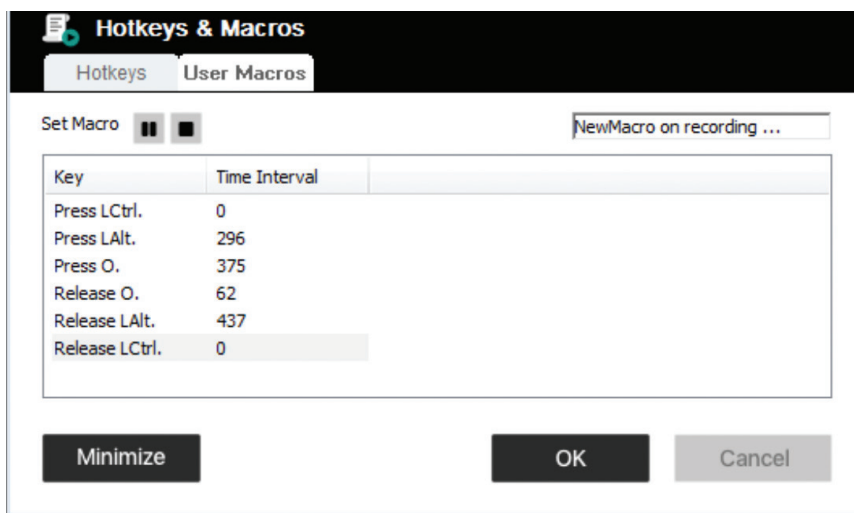 Hotkeys & Macros
Hotkeys User Macros
Set Macro NewMacro on recording ...
Key Time Interval
Press LCtrl. 0
Press LAlt. 296
Press O. 375
Release O. 62
Release LAlt. 437
Release LCtrl. 0
Minimize OK Cancel